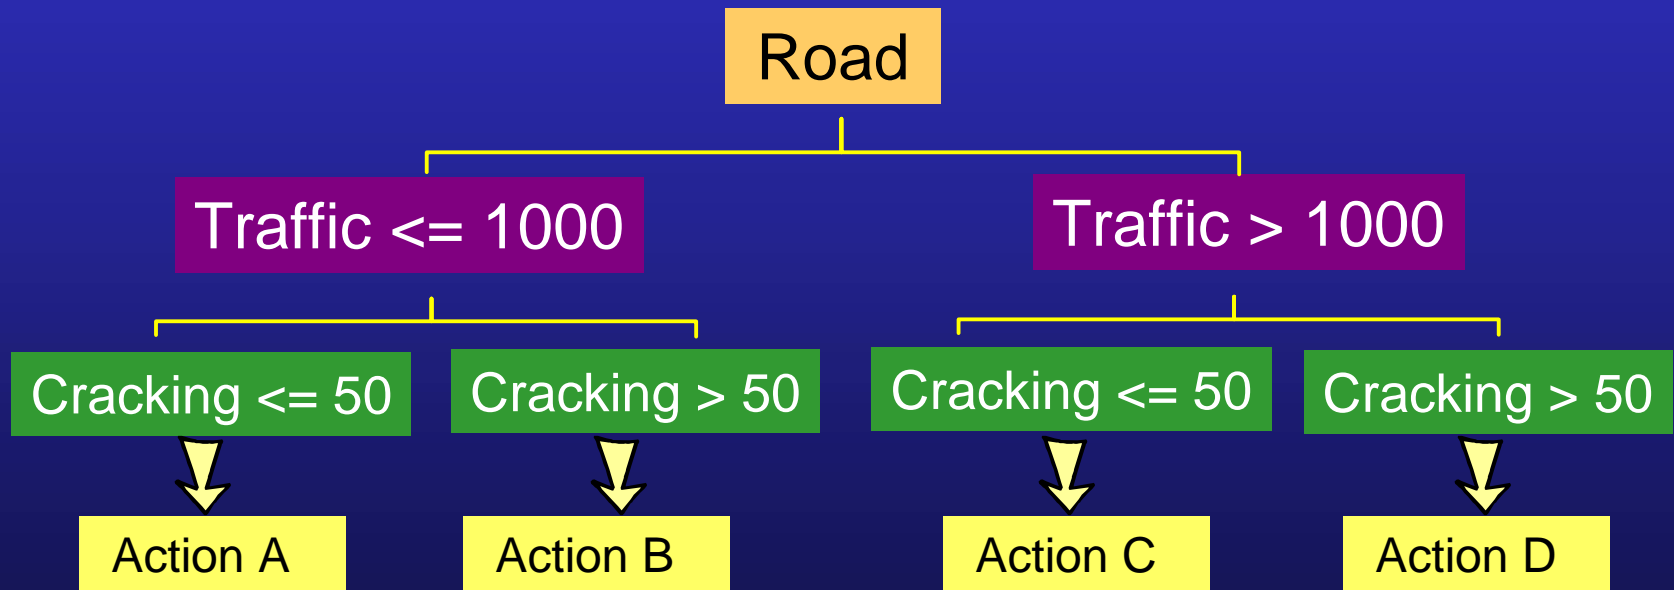 Road
Traffic <= 1000
Traffic > 1000
Cracking <= 50
Cracking > 50
Cracking <= 50
Cracking > 50
Action A
Action B
Action C
Action D